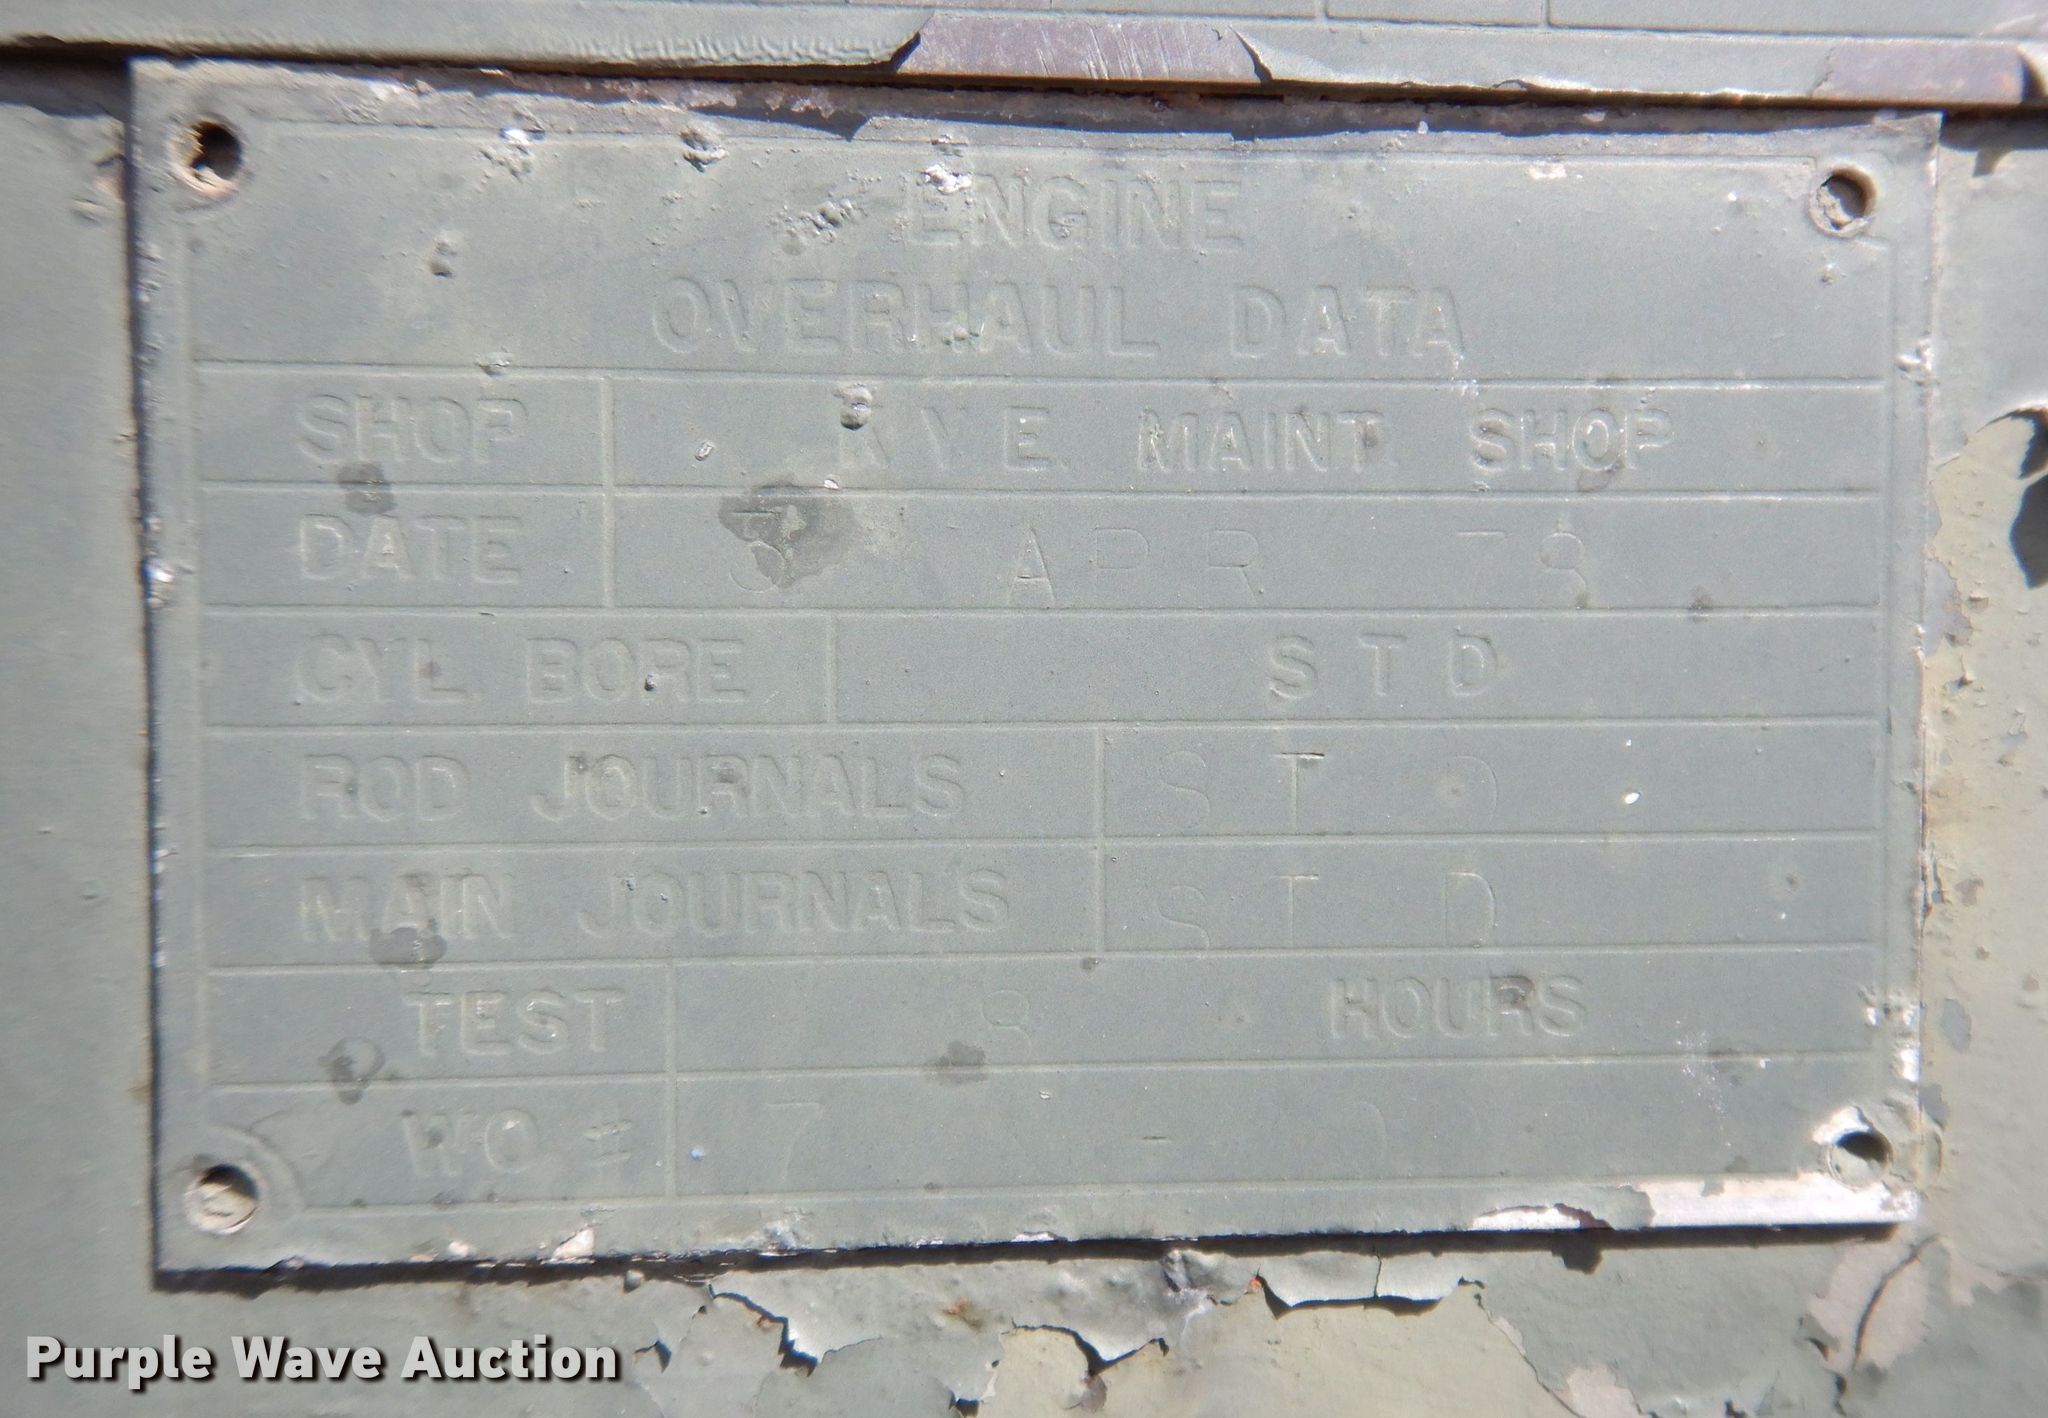 ENGINE
OVERHAUL DATA
SHOP K.Y.E. MAINT. SHOP
DATE APR
CYL. BORE STD
ROD JOURNALS STD
MAIN JOURNALS STD
TEST 8 HOURS
WO #
Purple Wave Auction